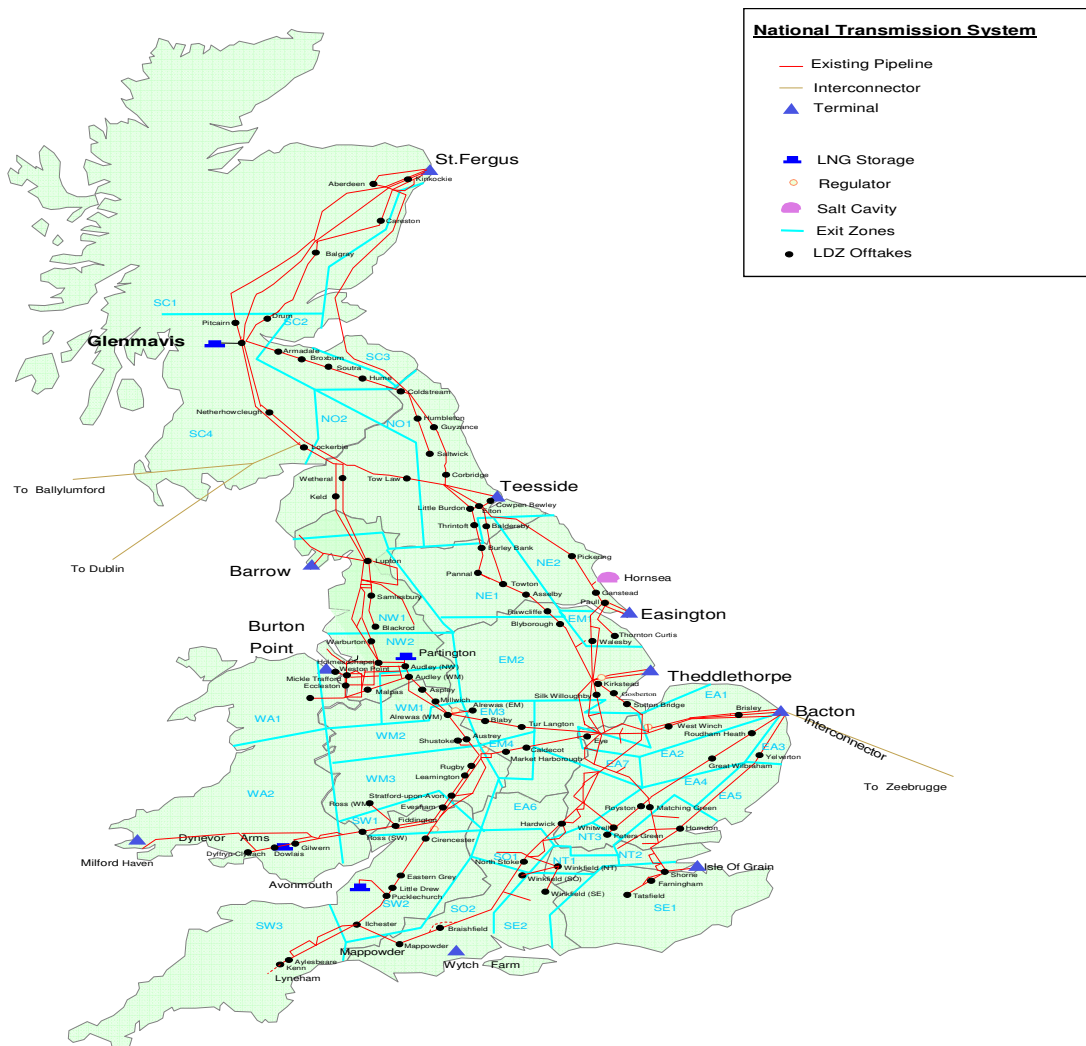 National Transmission System
Existing Pipeline
Interconnector
Terminal
LNG Storage
Regulator
Salt Cavity
Exit Zones
LDZ Offtakes
St.Fergus
Aberdeen
Kinkockie
Careston
Balgray
SC1
Drum
SC2
Pitcairn
Glenmavis
Armadale
Broxburn
SC3
Soutra
Hume
Coldstream
Netherhowcleugh
NO2
NO1
Humbleton
Guyzance
SC4
Lockerbie
Saltwick
Corbridge
Wetheral
Tow Law
To Ballylumford
Teesside
Keld
Cowpen Bewley
Little Burdon
Elton
Thrintoft
Baldersby
Burley Bank
Pickering
NE2
To Dublin
Barrow
Lupton
Pannal
Hornsea
Towton
Ganstead
Samlesbury
NE1
Asselby
Paull
Easington
Rawcliffe
NW1
EM1
Blyborough
Burton
Point
Blackrod
Thornton Curtis
Warburton
NW2
Walesby
Partington
EM2
Holmes Chapel
Weston Point
Audley (NW)
Theddlethorpe
Mickle Trafford
Audley (WM)
Kirkstead
Eccleston
Malpas
Aspley
Silk Willoughby
Gosberton
EA1
Millwich
WM1
Sutton Bridge
Alrewas (EM)
EM3
Brisley
Bacton
Alrewas (WM)
Blaby
Tur Langton
West Winch
WA1
WM2
Austrey
Eye
Roudham Heath
Interconnector
Shustoke
EM4
Caldecot
EA2
EA3
Market Harborough
Yelverton
Rugby
EA7
Great Wilbraham
Leamington
WM3
EA4
To Zeebrugge
Stratford-upon-Avon
EA5
WA2
Ross (WM)
Evesham
EA6
Royston
Matching Green
Fiddington
SW1
Hardwick
Whitwell
Horndon
Dynevor Arms
Ross (SW)
Cirencester
NT3
Peters Green
Gilwern
Dyffryn Clydach
Dowlais
Milford Haven
SO1
NT1
NT2
North Stoke
Winkfield (NT)
Isle Of Grain
Avonmouth
Eastern Grey
Winkfield (SO)
Shorne
Farningham
Little Drew
Winkfield (SE)
Tatsfield
Pucklechurch
SW2
SO2
SE1
SW3
Ilchester
Braishfield
SE2
Mappowder
Mappowder
Aylesbeare
Kenn
Wytch Farm
Lyneham